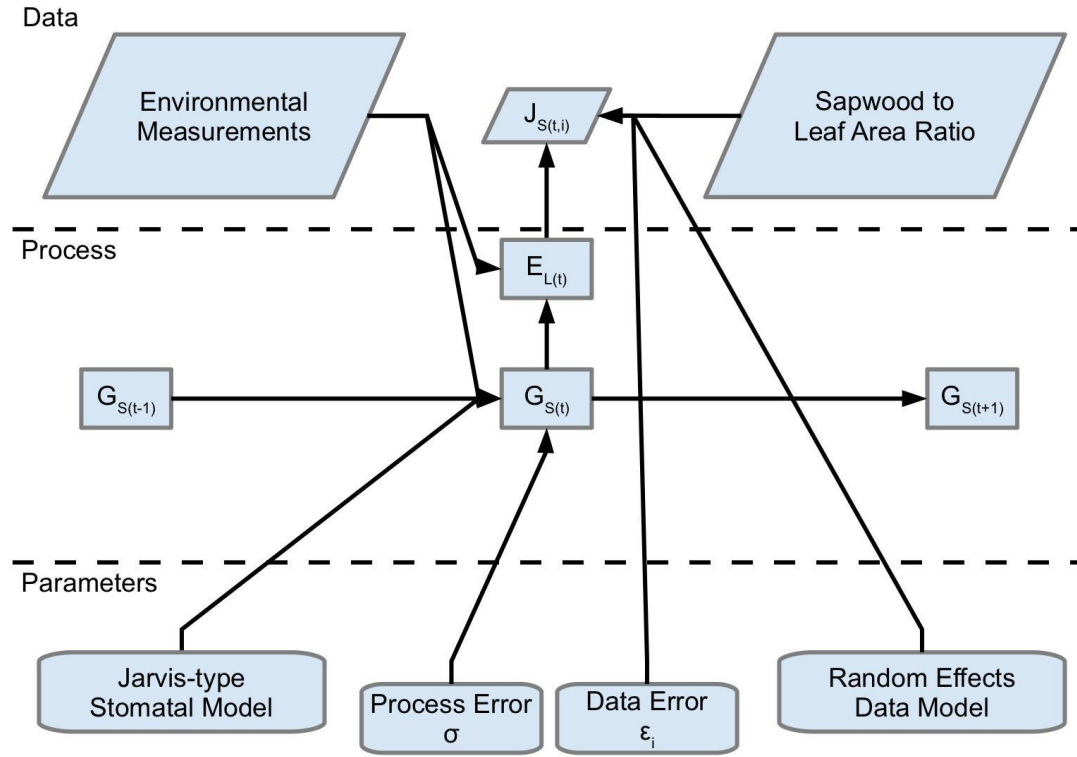 Data
Environmental
Measurements
J_S(t,i)
Sapwood to
Leaf Area Ratio
Process
E_L(t)
G_S(t-1)
G_S(t)
G_S(t+1)
Parameters
Jarvis-type
Stomatal Model
Process Error
σ
Data Error
ε_i
Random Effects
Data Model